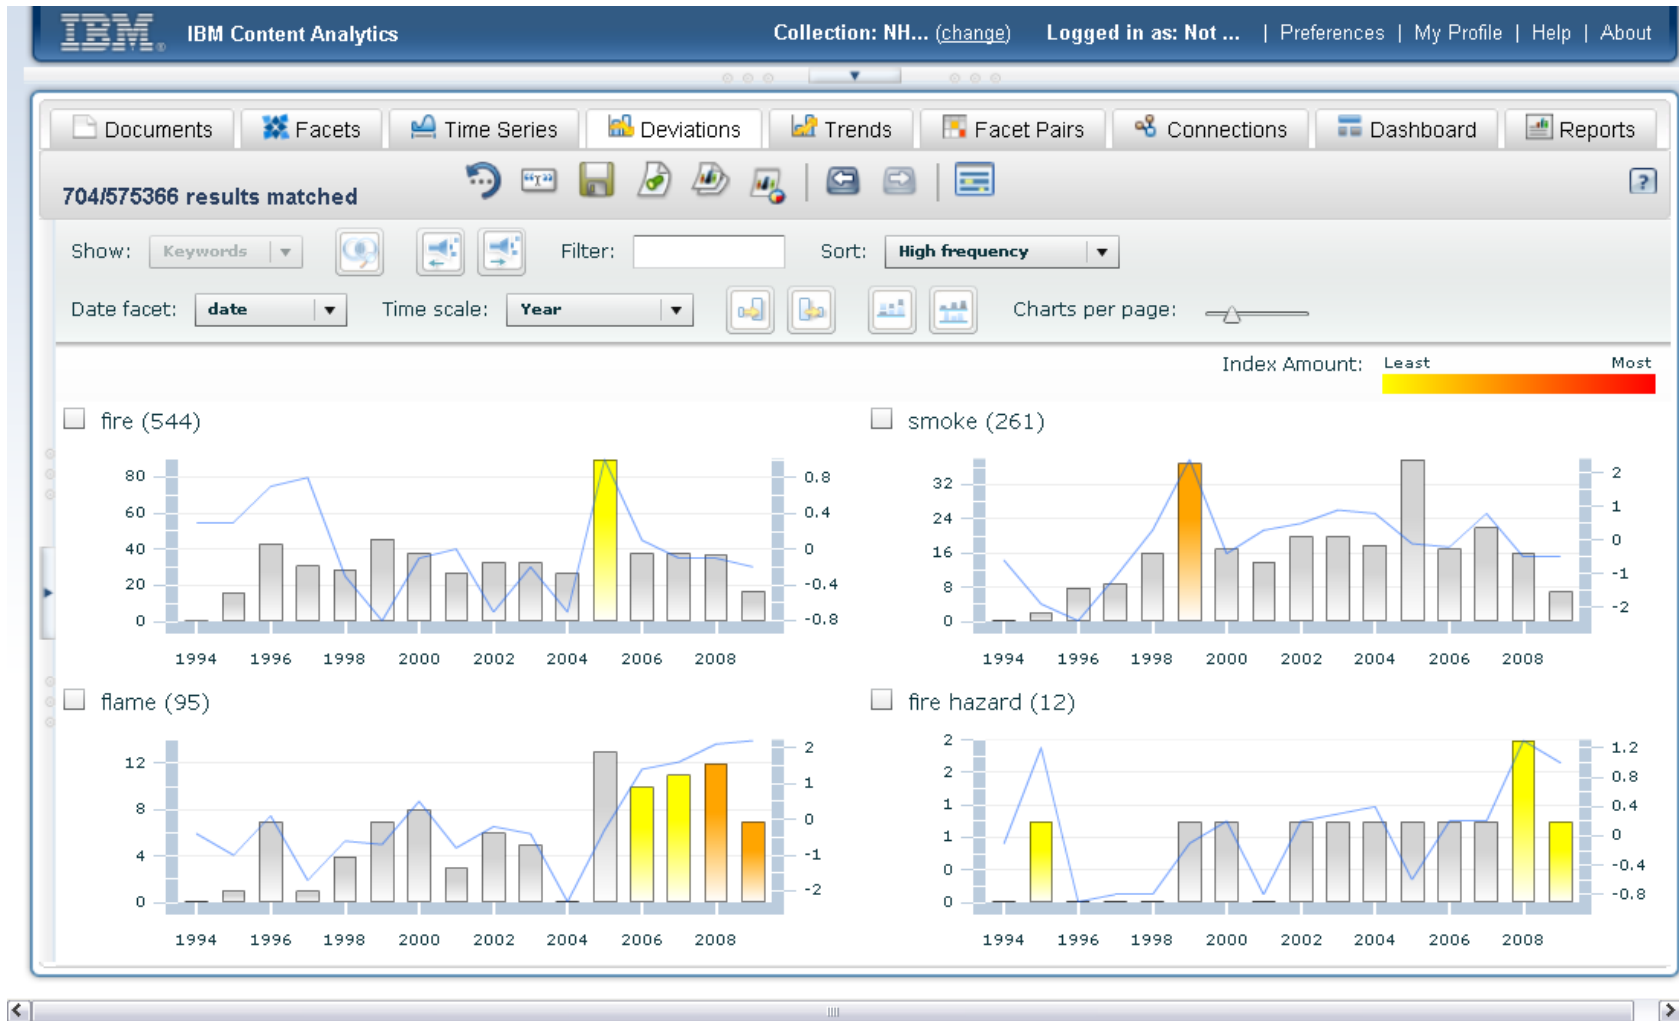 IBM® IBM Content Analytics Collection: NH... (change) Logged in as: Not ... | Preferences | My Profile | Help | About
Documents Facets Time Series Deviations Trends Facet Pairs Connections Dashboard Reports
704/575366 results matched "I" ?
Show: Keywords Filter: Sort: High frequency
Date facet: date Time scale: Year Charts per page:
Index Amount: Least Most
fire (544)
80 60 40 20 0
0.8 0.4 0 -0.4 -0.8
1994 1996 1998 2000 2002 2004 2006 2008
smoke (261)
32 24 16 8 0
2 1 0 -1 -2
1994 1996 1998 2000 2002 2004 2006 2008
flame (95)
12 8 4 0
2 1 0 -1 -2
1994 1996 1998 2000 2002 2004 2006 2008
fire hazard (12)
2 2 1 1 0 0
1.2 0.8 0.4 0 -0.4 -0.8
1994 1996 1998 2000 2002 2004 2006 2008